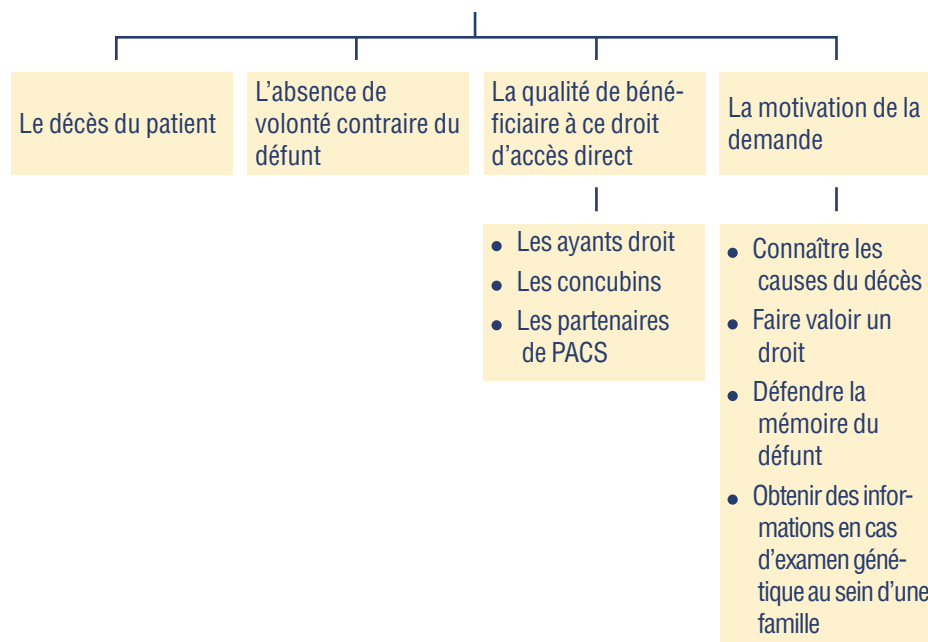 Le décès du patient
L'absence de
volonté contraire du
défunt
La qualité de béné-
ficiaire à ce droit
d'accès direct
La motivation de la
demande
• Les ayants droit
• Les concubins
• Les partenaires
de PACS
• Connaître les
causes du décès
• Faire valoir un
droit
• Défendre la
mémoire du
défunt
• Obtenir des infor-
mations en cas
d'examen géné-
tique au sein d'une
famille